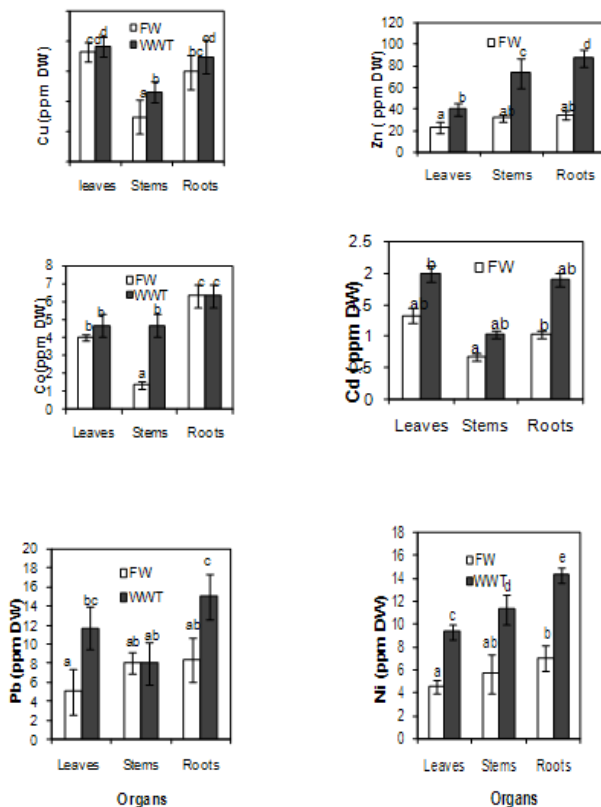 Cu (ppm DW)
FW
WWT
cd
d
a
b
bc
cd
leaves Stems Roots
Zn ( ppm DW)
120
100
80
60
40
20
0
FW
a
b
ab
c
ab
d
Leaves Stems Roots
Co (ppm DW)
8
7
6
5
4
3
2
1
0
FW
WWT
b
b
a
b
c
c
Leaves Stems Roots
Cd (ppm DW)
2.5
2
1.5
1
0.5
0
FW
ab
b
a
ab
b
ab
Leaves Stems Roots
Pb (ppm DW)
20
18
16
14
12
10
8
6
4
2
0
FW
WWT
a
bc
ab
ab
ab
c
Leaves Stems Roots
Organs
Ni (ppm DW)
18
16
14
12
10
8
6
4
2
0
FW
WWT
a
c
ab
d
b
e
Leaves Stems Roots
Organs